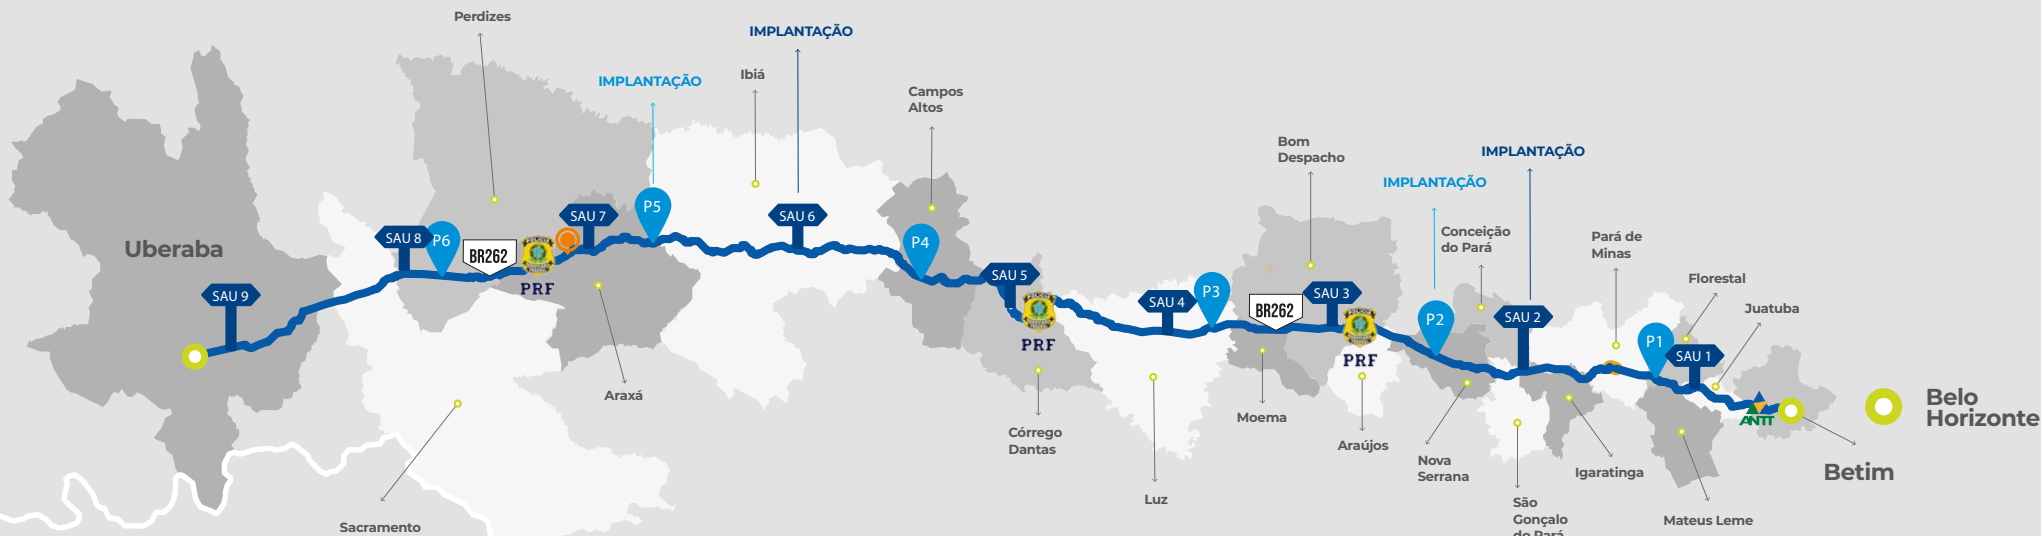 Perdizes
IMPLANTAÇÃO
IMPLANTAÇÃO
Ibiá
Campos
Altos
Bom
Despacho
IMPLANTAÇÃO
IMPLANTAÇÃO
Conceição
do Pará
Pará de
Minas
Florestal
Juatuba
Uberaba
SAU 9
SAU 8
P6
BR262
PRF
SAU 7
P5
SAU 6
P4
SAU 5
PRF
SAU 4
P3
BR262
SAU 3
PRF
P2
SAU 2
P1
SAU 1
ANTT
Belo
Horizonte
Betim
Araxá
Sacramento
Córrego
Dantas
Luz
Moema
Araújos
Nova
Serrana
São
Gonçalo
do Pará
Igaratinga
Mateus Leme